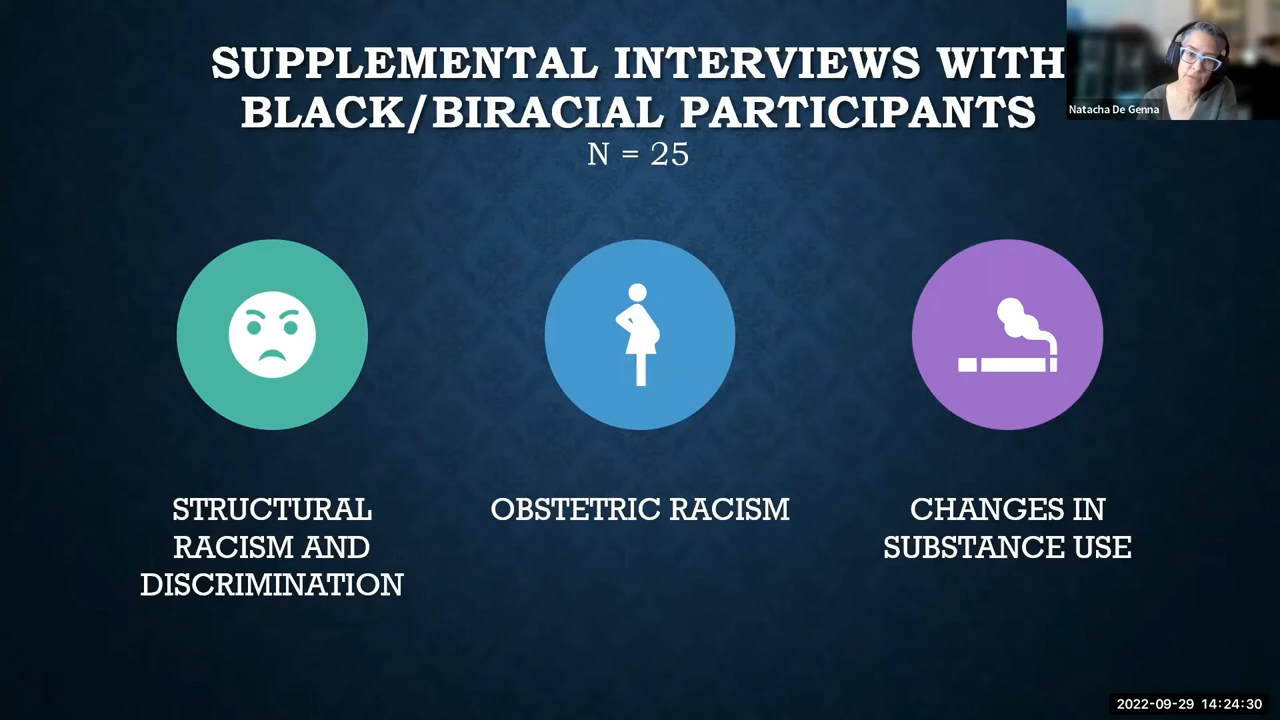 SUPPLEMENTAL INTERVIEWS WITH
BLACK/BIRACIAL PARTICIPANTS
N = 25
Natacha De Genna
STRUCTURAL
RACISM AND
DISCRIMINATION
OBSTETRIC RACISM
CHANGES IN
SUBSTANCE USE
2022-09-29 14:24:30